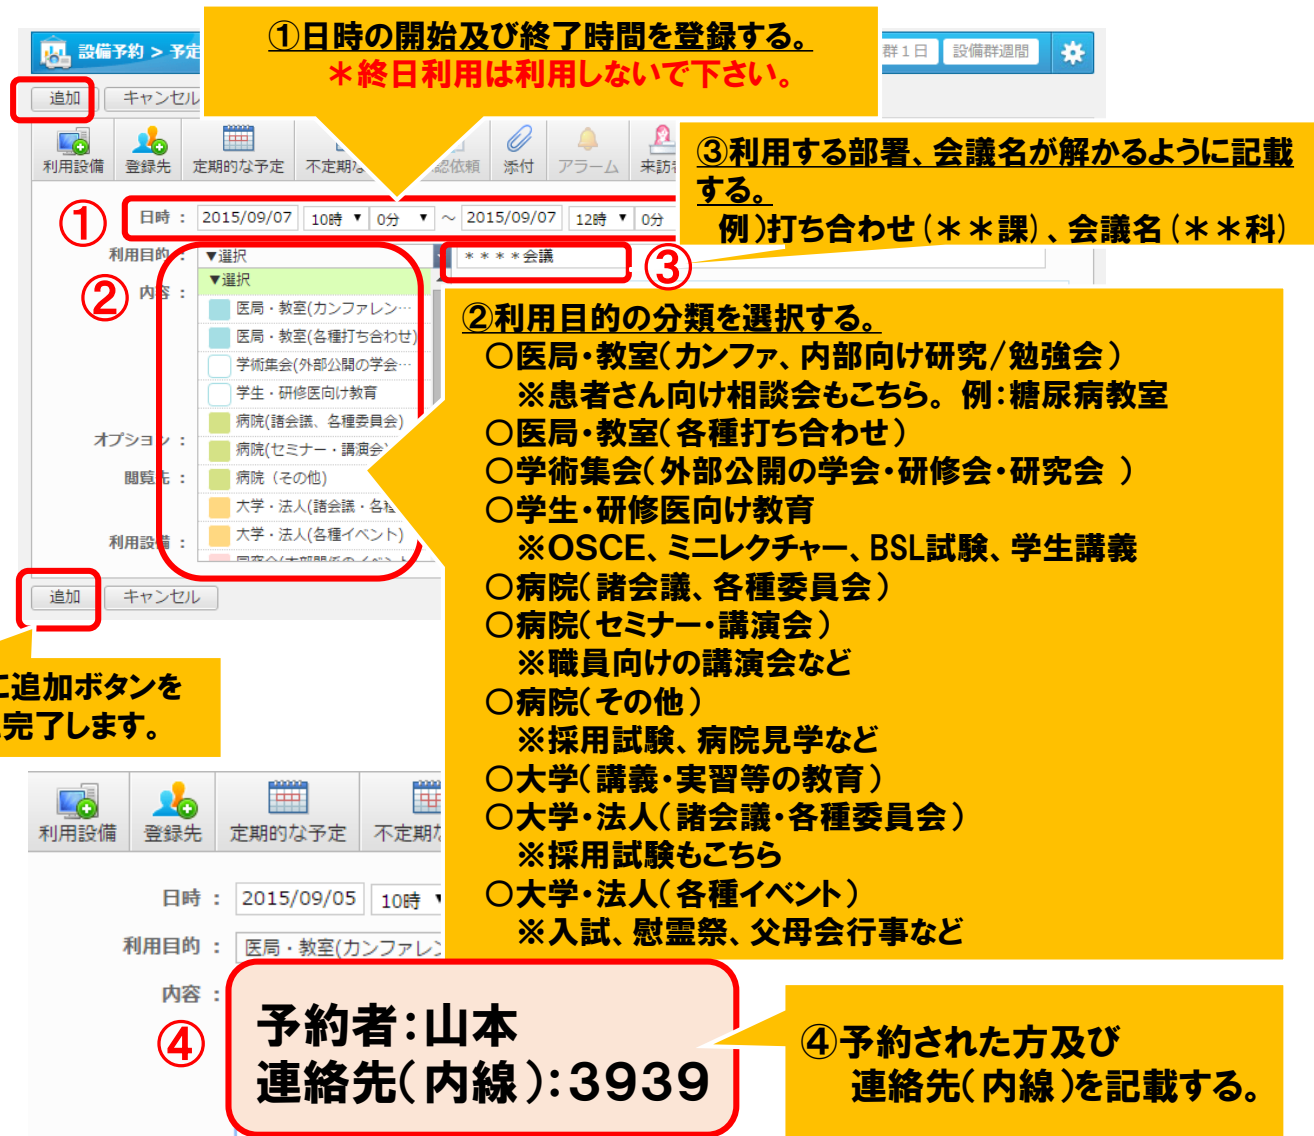 ①日時の開始及び終了時間を登録する。
＊終日利用は利用しないで下さい。
設備予約 > 予定
群１日
設備群週間
追加
キャンセル
利用設備
登録先
定期的な予定
不定期な
認依頼
添付
アラーム
来訪者
③利用する部署、会議名が解かるように記載
する。
例)打ち合わせ(＊＊課)、会議名(＊＊科)
①
日時 : 2015/09/07 10時 ▼ 0分 ▼ ～ 2015/09/07 12時 ▼ 0分
利用目的 : ▼選択
＊＊＊＊会議
③
②
内容 :
▼選択
医局・教室(カンファレン…
医局・教室(各種打ち合わせ)
学術集会(外部公開の学会…
学生・研修医向け教育
病院(諸会議、各種委員会)
病院(セミナー・講演会)
病院（その他)
大学・法人(諸会議・各種
大学・法人(各種イベント)
オプション :
閲覧先 :
利用設備 :
追加
キャンセル
②利用目的の分類を選択する。
○医局・教室(カンファ、内部向け研究/勉強会)
※患者さん向け相談会もこちら。例：糖尿病教室
○医局・教室(各種打ち合わせ)
○学術集会(外部公開の学会・研修会・研究会 )
○学生・研修医向け教育
※OSCE、ミニレクチャー、BSL試験、学生講義
○病院(諸会議、各種委員会)
○病院(セミナー・講演会)
※職員向けの講演会など
○病院(その他)
※採用試験、病院見学など
○大学(講義・実習等の教育)
○大学・法人(諸会議・各種委員会)
※採用試験もこちら
○大学・法人(各種イベント)
※入試、慰霊祭、父母会行事など
に追加ボタンを
完了します。
利用設備
登録先
定期的な予定
不定期な
日時 : 2015/09/05 10時
利用目的 : 医局・教室(カンファレン
内容 :
④
予約者：山本
連絡先(内線)：3939
④予約された方及び
連絡先(内線)を記載する。